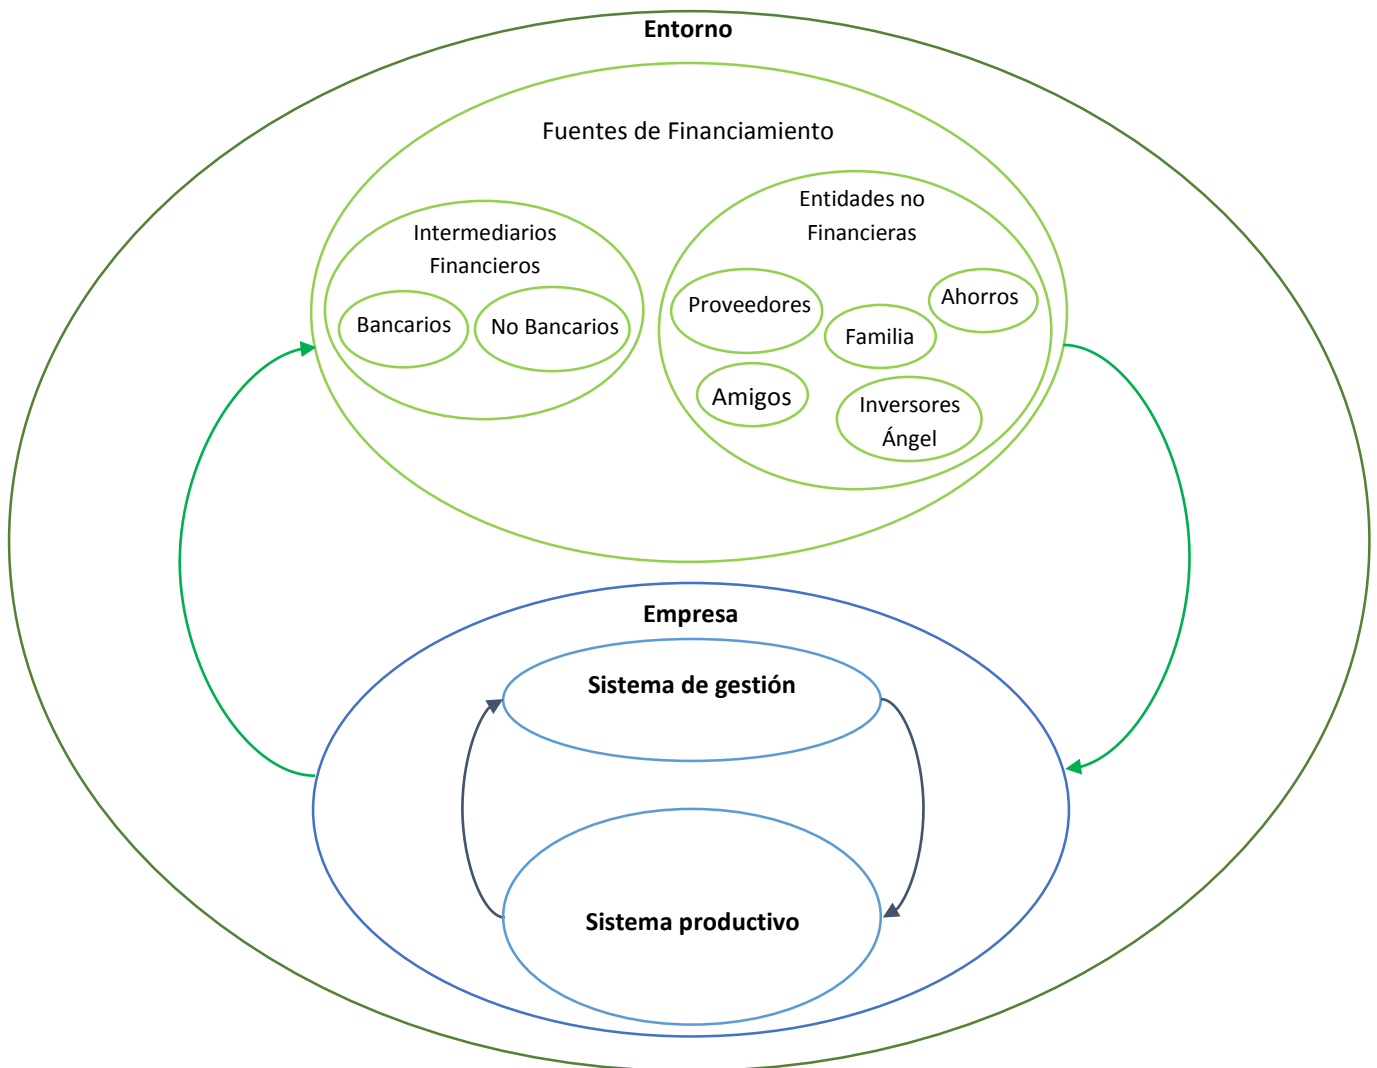 Entorno
Fuentes de Financiamiento
Intermediarios
Financieros
Bancarios
No Bancarios
Entidades no
Financieras
Proveedores
Ahorros
Familia
Amigos
Inversores
Ángel
Empresa
Sistema de gestión
Sistema productivo